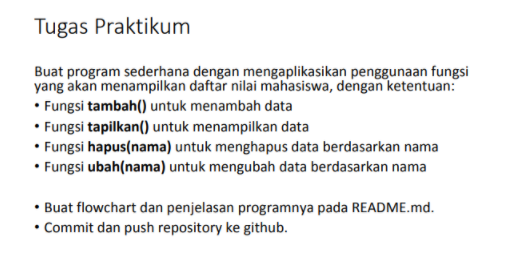 Tugas Praktikum
Buat program sederhana dengan mengaplikasikan penggunaan fungsi
yang akan menampilkan daftar nilai mahasiswa, dengan ketentuan:
• Fungsi tambah() untuk menambah data
• Fungsi tapilkan() untuk menampilkan data
• Fungsi hapus(nama) untuk menghapus data berdasarkan nama
• Fungsi ubah(nama) untuk mengubah data berdasarkan nama
• Buat flowchart dan penjelasan programnya pada README.md.
• Commit dan push repository ke github.